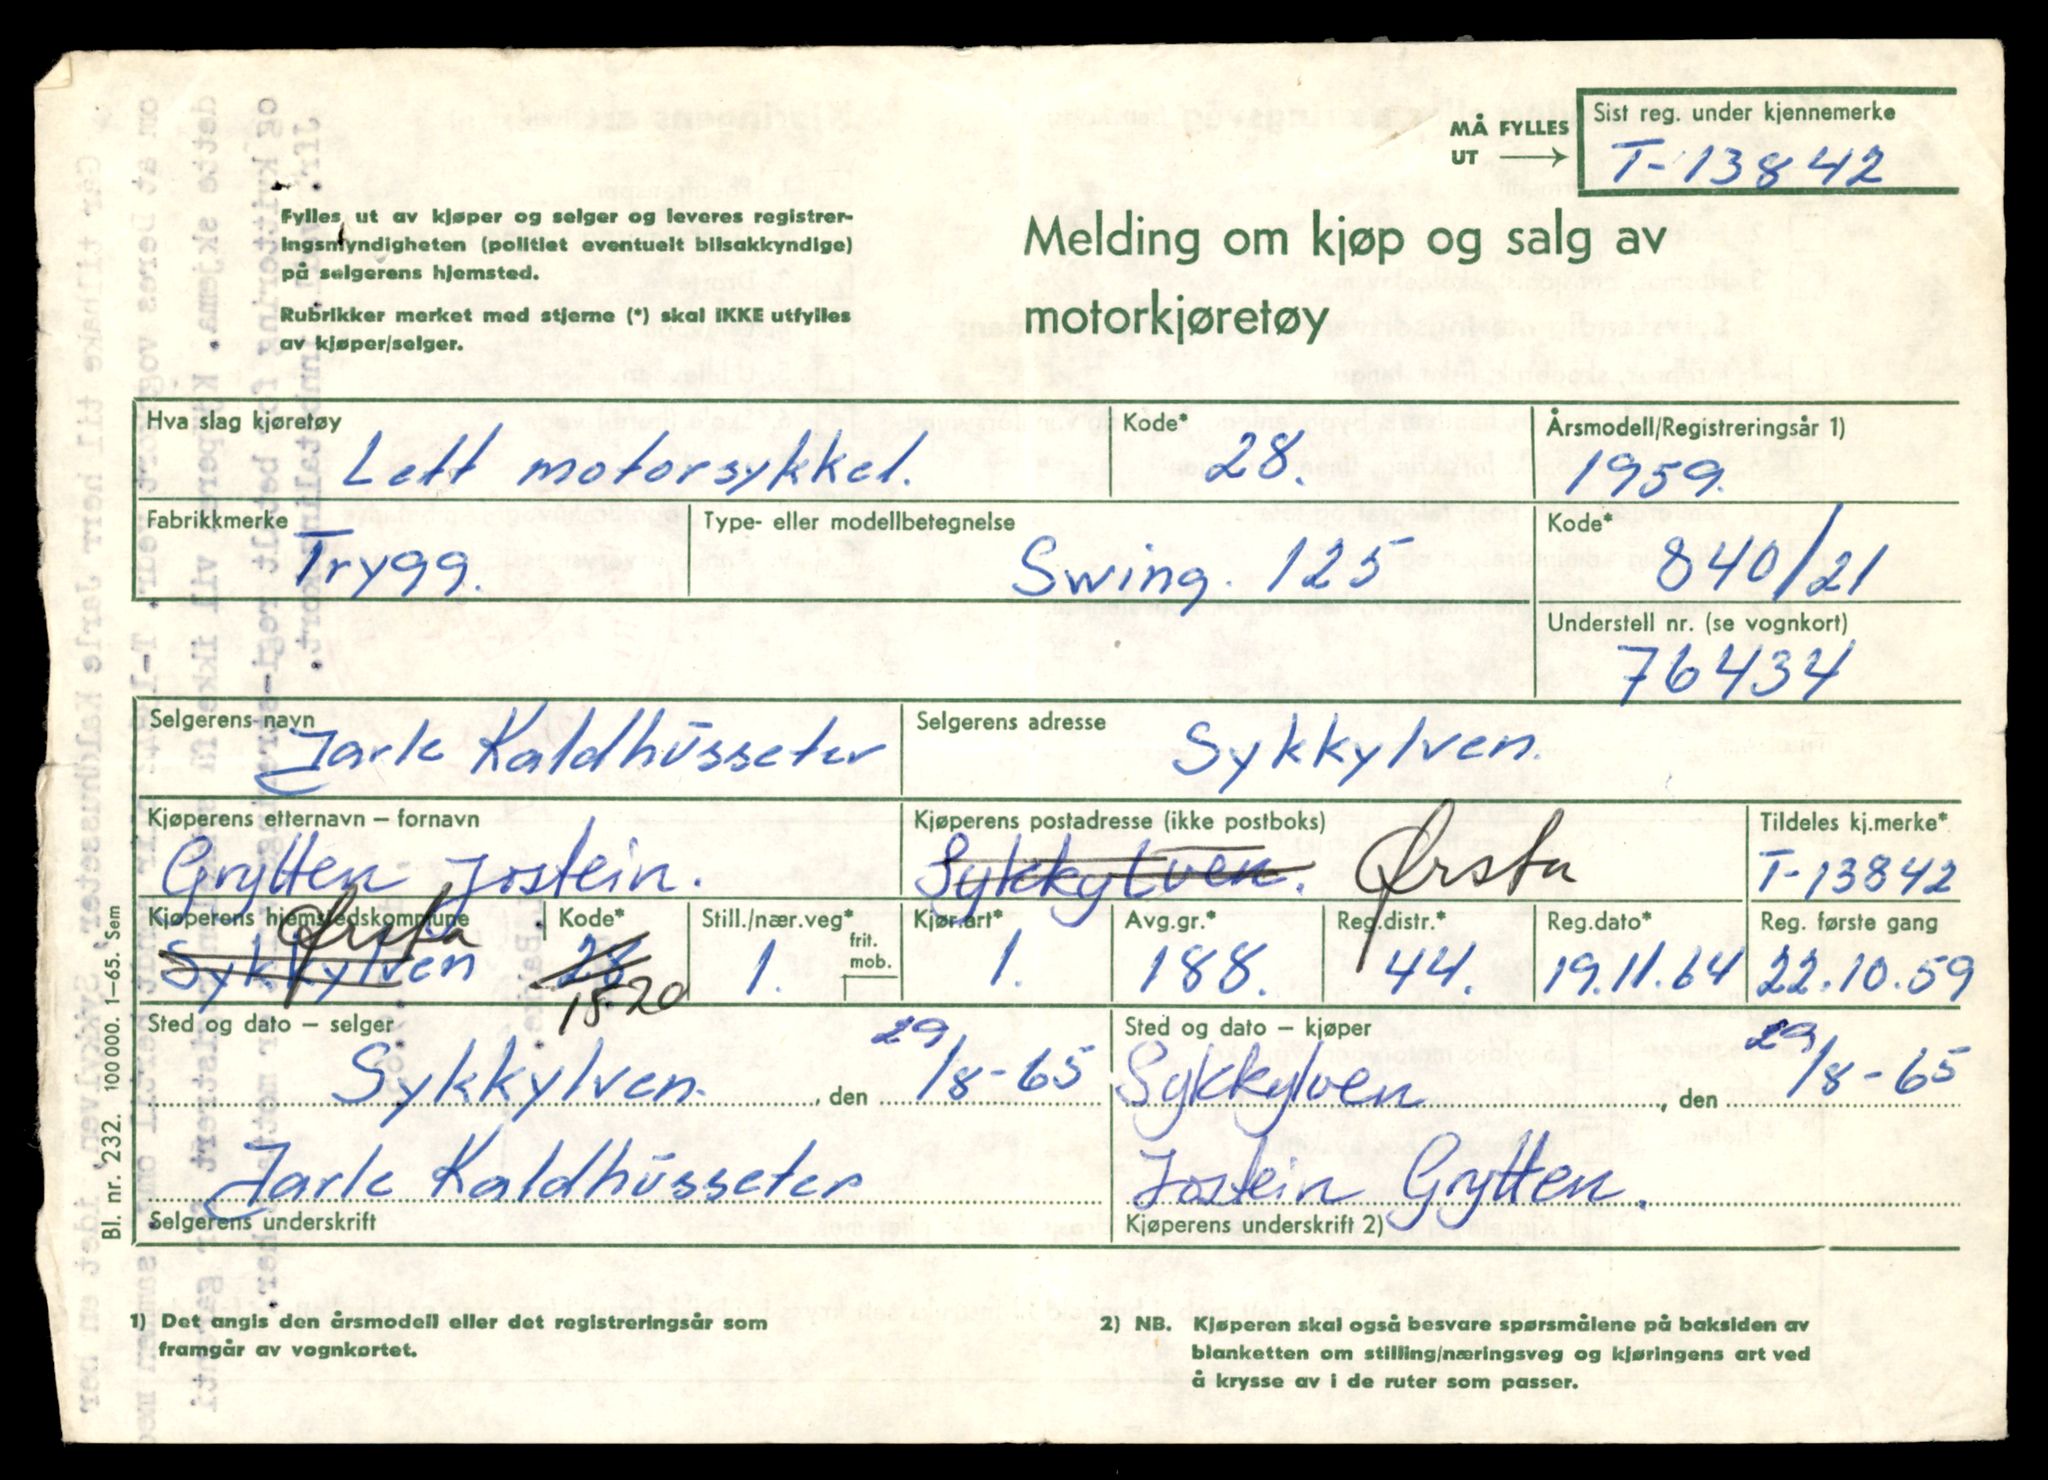 MÅ FYLLES
UT
Sist reg. under kjennemerke
T-13842
Fylles ut av kjøper og selger og leveres registrer-
ingsmyndigheten (politiet eventuelt bilsakkyndige)
på selgerens hjemsted.
Rubrikker merket med stjerne (*) skal IKKE utfylles
av kjøper/selger.
Melding om kjøp og salg av
motorkjøretøy
Hva slag kjøretøy Kode* Årsmodell/Registreringsår 1)
Lett motorsykkel. 28. 1959.
Fabrikkmerke Type- eller modellbetegnelse Kode*
Trygg. Swing. 125 840/21
Understell nr. (se vognkort)
76434
Selgerens navn Selgerens adresse
Jarle Kaldhusseter Sykkylven.
Kjøperens etternavn – fornavn Kjøperens postadresse (ikke postboks) Tildeles kj.merke*
Grytten Jostein. Sykkylven. Ørsta T-13842
Kjøperens hjemstedskommune Kode* Still./nær.veg* frit. mob. Kjør.art* Avg.gr.* Reg.distr.* Reg.dato* Reg. første gang
Ørsta
Sykkylven 28 1. 1. 188. 44. 19.11.64 22.10.59
1520
Sted og dato – selger Sted og dato – kjøper
Sykkylven. , den 29/8-65 Sykkylven , den 29/8-65
Jarle Kaldhusseter Jostein Grytten.
Selgerens underskrift Kjøperens underskrift 2)
Bl. nr. 232. 100 000. 1-65. Sem
1) Det angis den årsmodell eller det registreringsår som
framgår av vognkortet.
2) NB. Kjøperen skal også besvare spørsmålene på baksiden av
blanketten om stilling/næringsveg og kjøringens art ved
å krysse av i de ruter som passer.